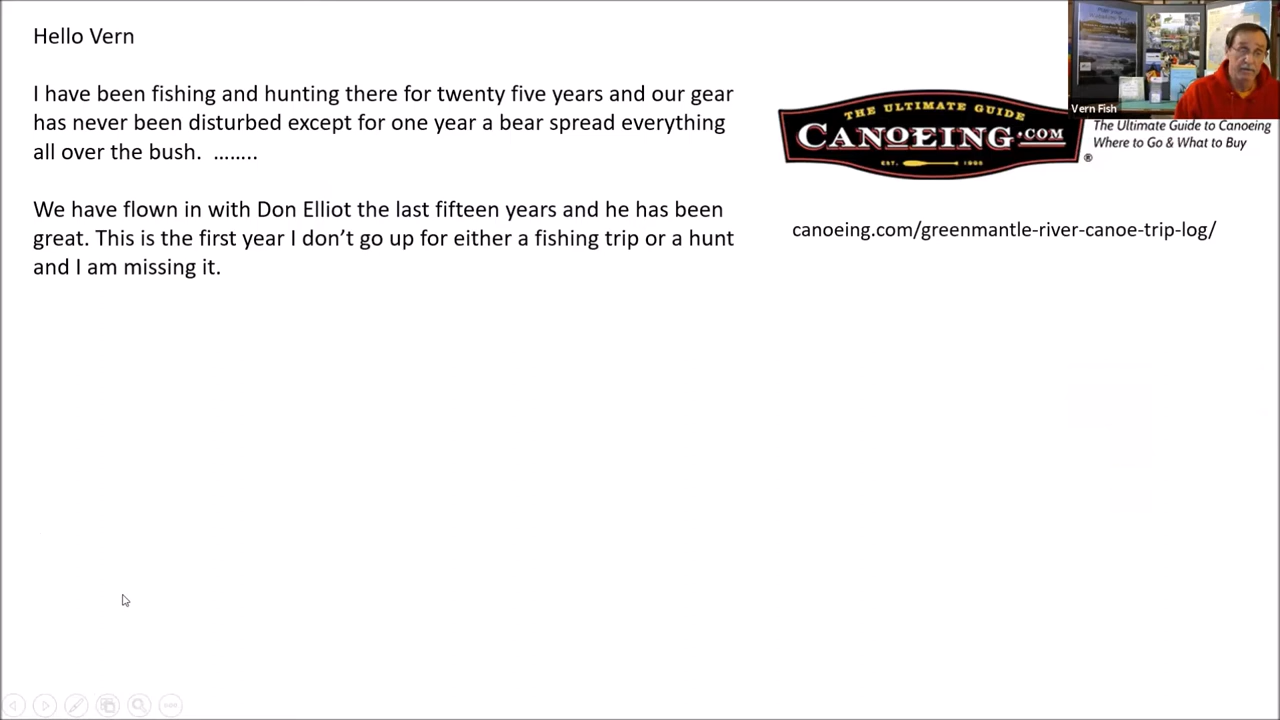 Hello Vern
I have been fishing and hunting there for twenty five years and our gear
has never been disturbed except for one year a bear spread everything
all over the bush.  ........
We have flown in with Don Elliot the last fifteen years and he has been
great. This is the first year I don’t go up for either a fishing trip or a hunt
and I am missing it.
Vern Fish
THE ULTIMATE GUIDE
CANOEING.COM
EST. 1998
®
The Ultimate Guide to Canoeing
Where to Go & What to Buy
canoeing.com/greenmantle-river-canoe-trip-log/